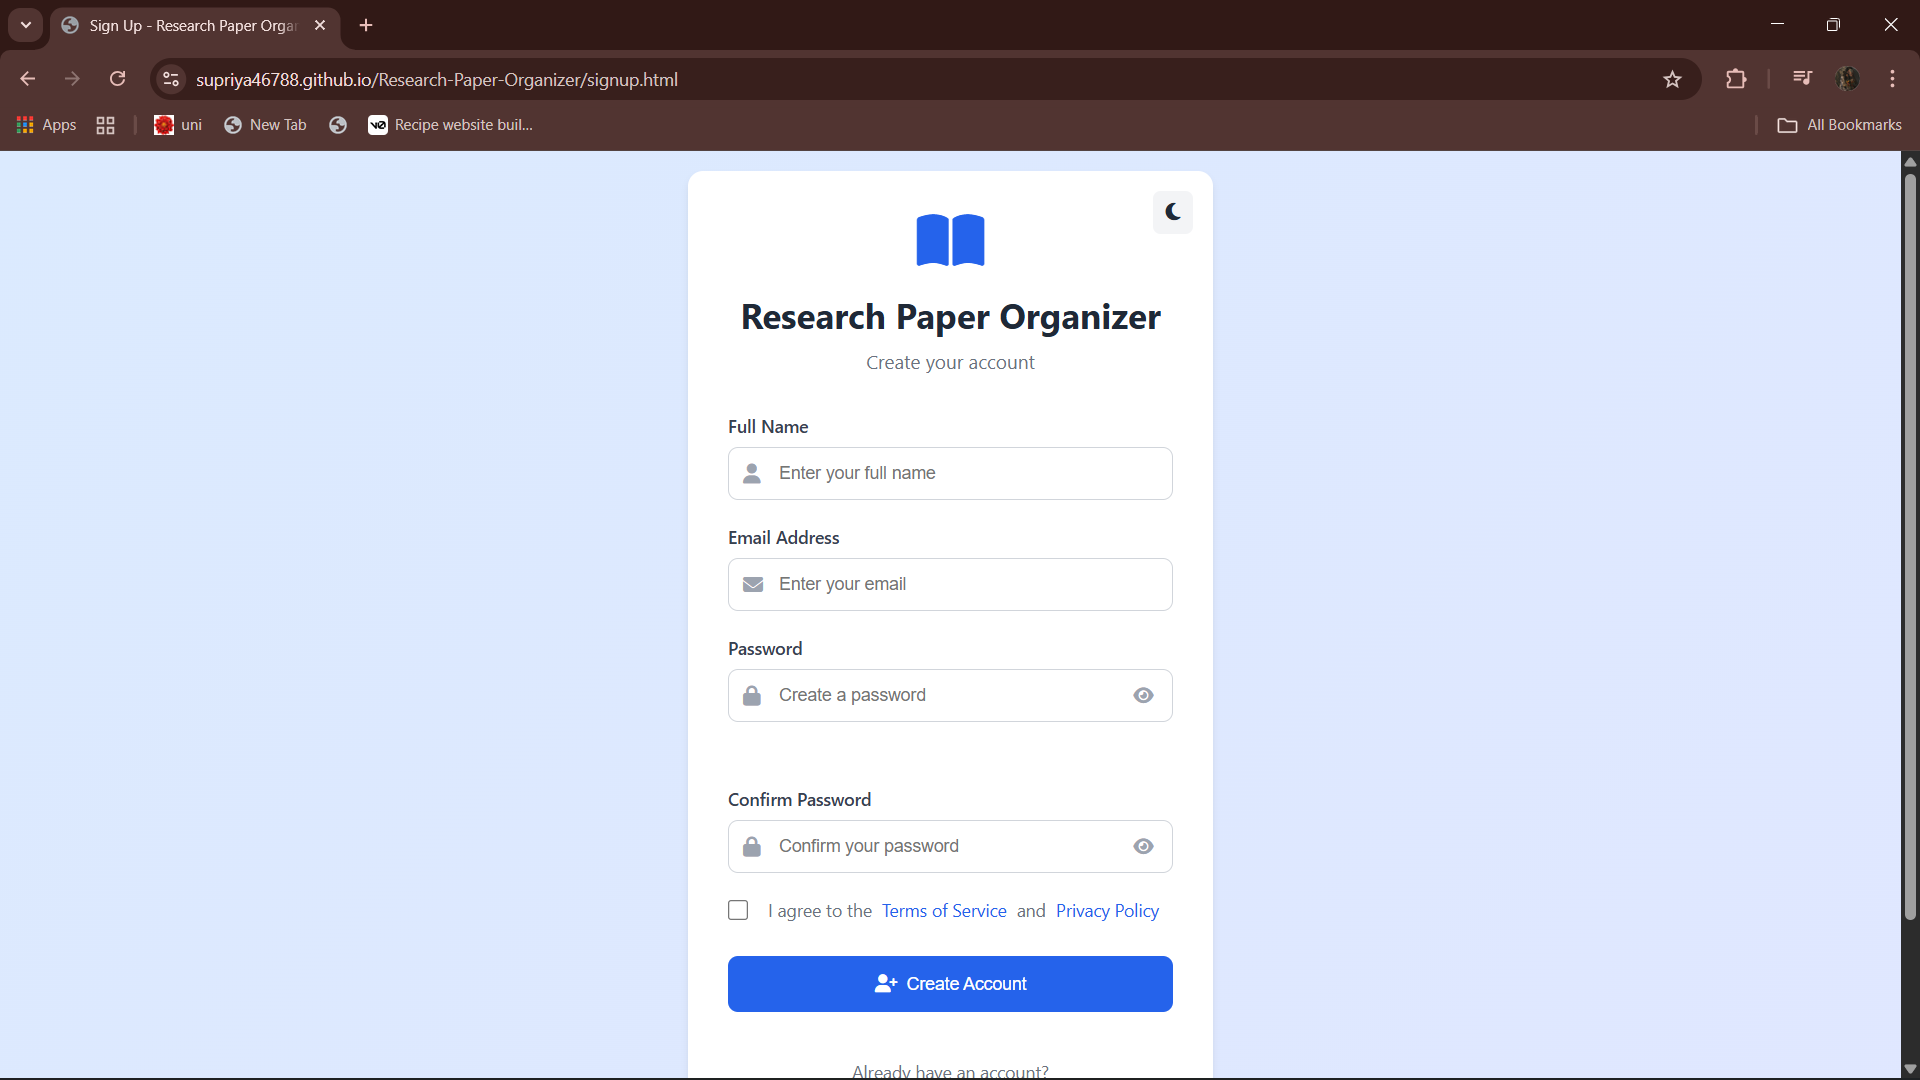 Sign Up - Research Paper Orga
supriya46788.github.io/Research-Paper-Organizer/signup.html
Apps
uni
New Tab
v0
Recipe website buil...
All Bookmarks
Research Paper Organizer
Create your account
Full Name
Enter your full name
Email Address
Enter your email
Password
Create a password
Confirm Password
Confirm your password
I agree to the Terms of Service and Privacy Policy
Create Account
Already have an account?